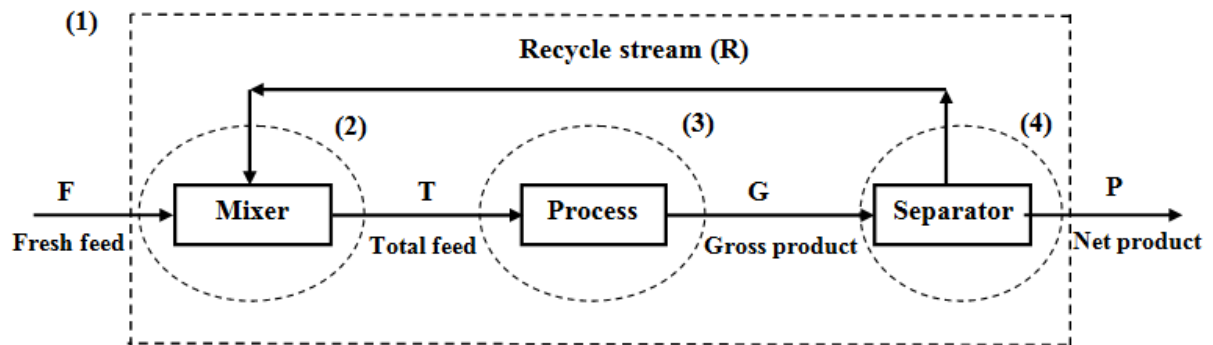 (1)
Recycle stream (R)
(2)
(3)
(4)
F
Mixer
T
Process
G
Separator
P
Fresh feed
Total feed
Gross product
Net product